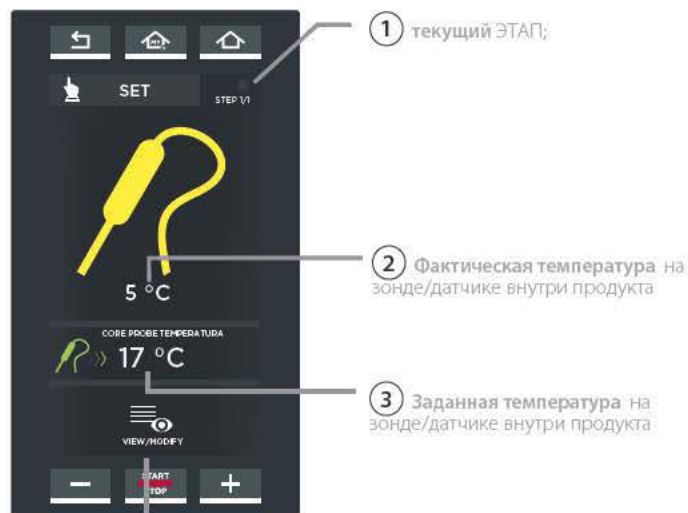 MY
1 текущий ЭТАП;
SET
STEP 1/1
2 Фактическая температура на
зонде/датчике внутри продукта
5 °C
CORE PROBE TEMPERATURA
17 °C
3 Заданная температура на
зонде/датчике внутри продукта
VIEW/MODIFY
START
STOP